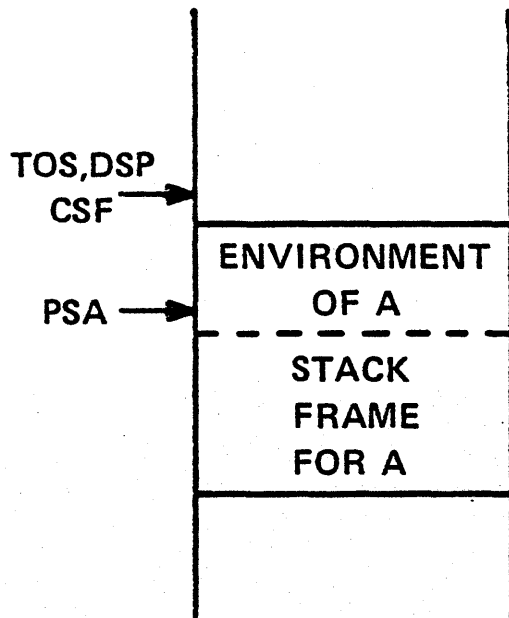 TOS,DSP
CSF
ENVIRONMENT
OF A
PSA
STACK
FRAME
FOR A